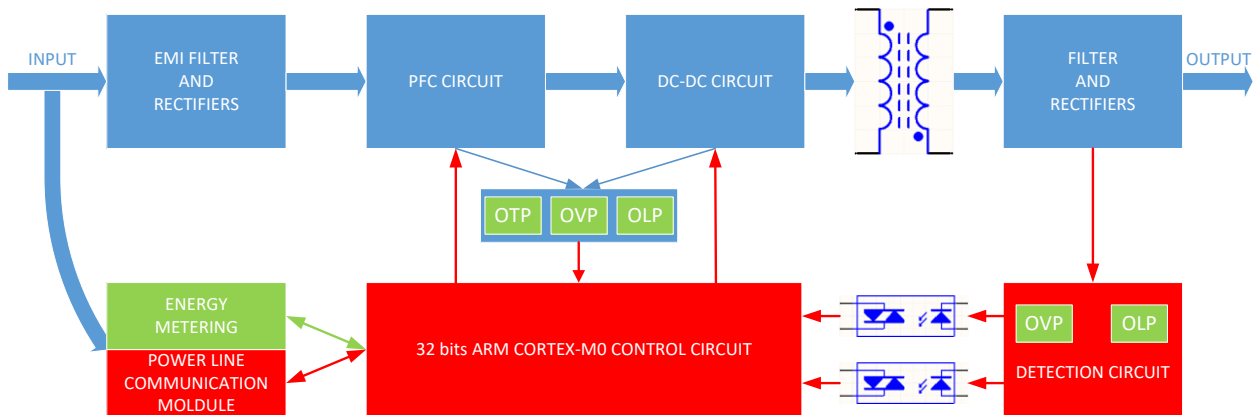 INPUT
EMI FILTER
AND
RECTIFIERS
PFC CIRCUIT
DC-DC CIRCUIT
FILTER
AND
RECTIFIERS
OUTPUT
OTP
OVP
OLP
ENERGY
METERING
POWER LINE
COMMUNICATION
MOLDULE
32 bits ARM CORTEX-M0 CONTROL CIRCUIT
OVP
OLP
DETECTION CIRCUIT